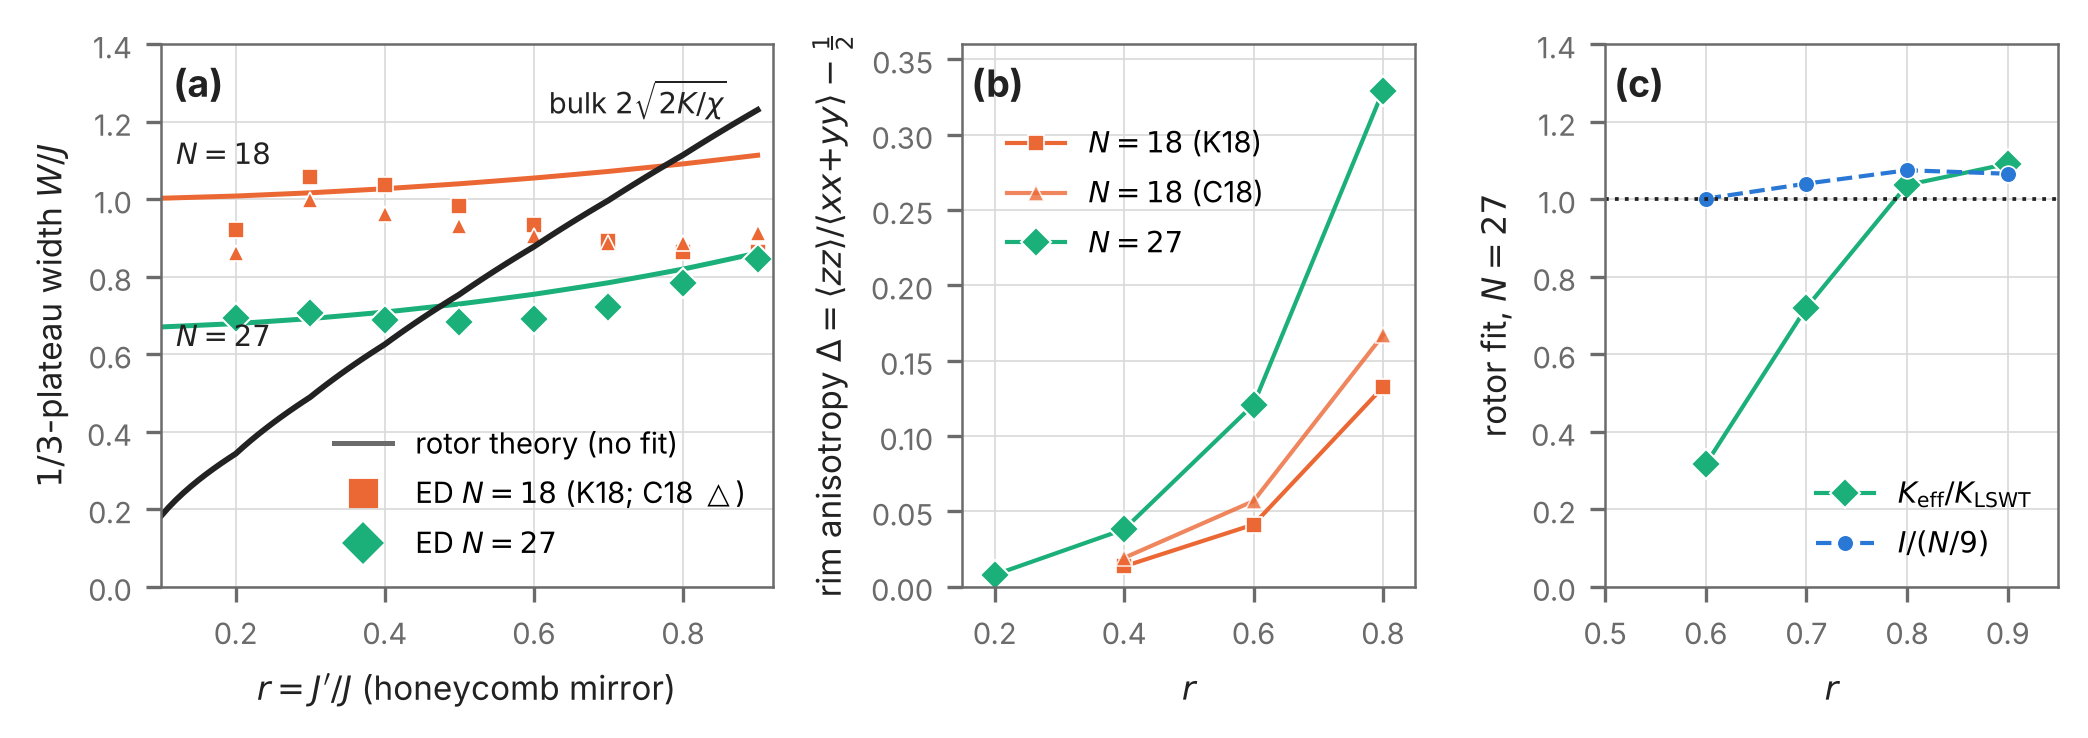 (a)
bulk 2√2K/χ
N = 18
N = 27
rotor theory (no fit)
ED N = 18 (K18; C18 △)
ED N = 27
1/3-plateau width W/J
0.0
0.2
0.4
0.6
0.8
1.0
1.2
1.4
0.2
0.4
0.6
0.8
r = J′/J (honeycomb mirror)
(b)
N = 18 (K18)
N = 18 (C18)
N = 27
rim anisotropy Δ = ⟨zz⟩/⟨xx+yy⟩ − ½
0.00
0.05
0.10
0.15
0.20
0.25
0.30
0.35
0.2
0.4
0.6
0.8
r
(c)
K_eff/K_LSWT
I/(N/9)
rotor fit, N = 27
0.0
0.2
0.4
0.6
0.8
1.0
1.2
1.4
0.5
0.6
0.7
0.8
0.9
r